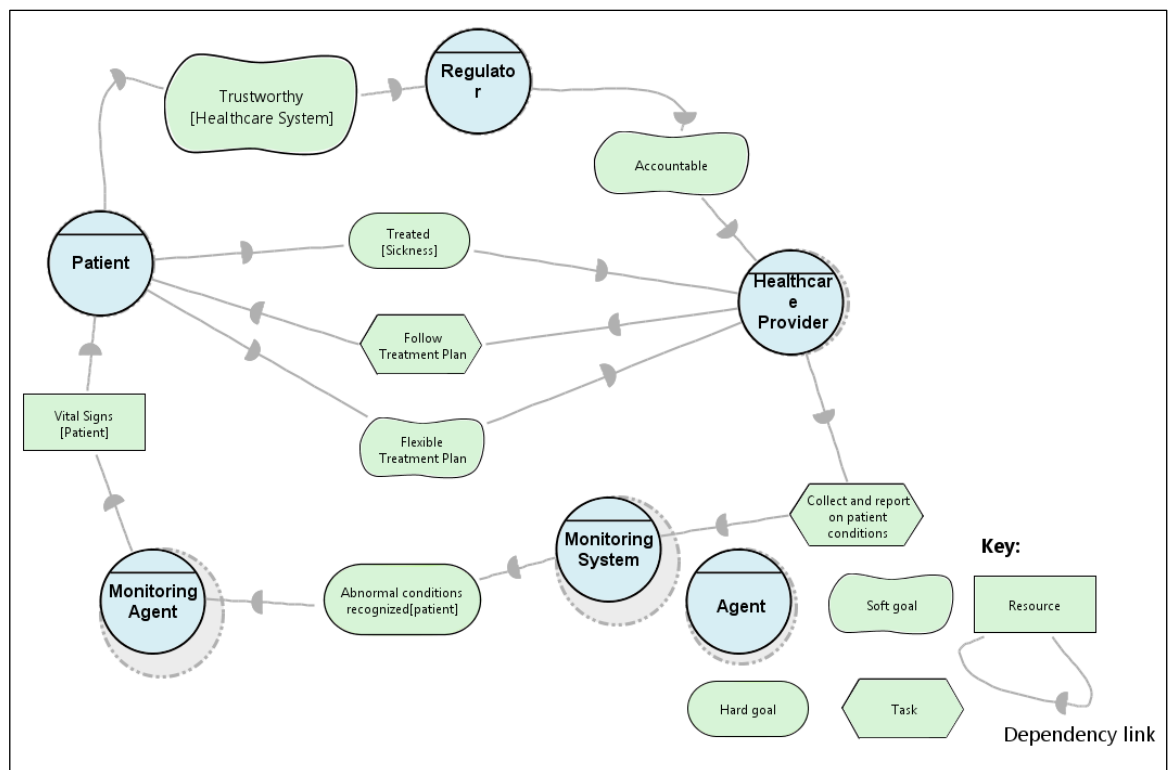 Trustworthy
[Healthcare System]
Regulato
r
Accountable
Patient
Treated
[Sickness]
Healthcar
e
Provider
Follow
Treatment Plan
Vital Signs
[Patient]
Flexible
Treatment Plan
Collect and report
on patient
conditions
Monitoring
System
Monitoring
Agent
Abnormal conditions
recognized[patient]
Key:
Agent
Soft goal
Resource
Hard goal
Task
Dependency link